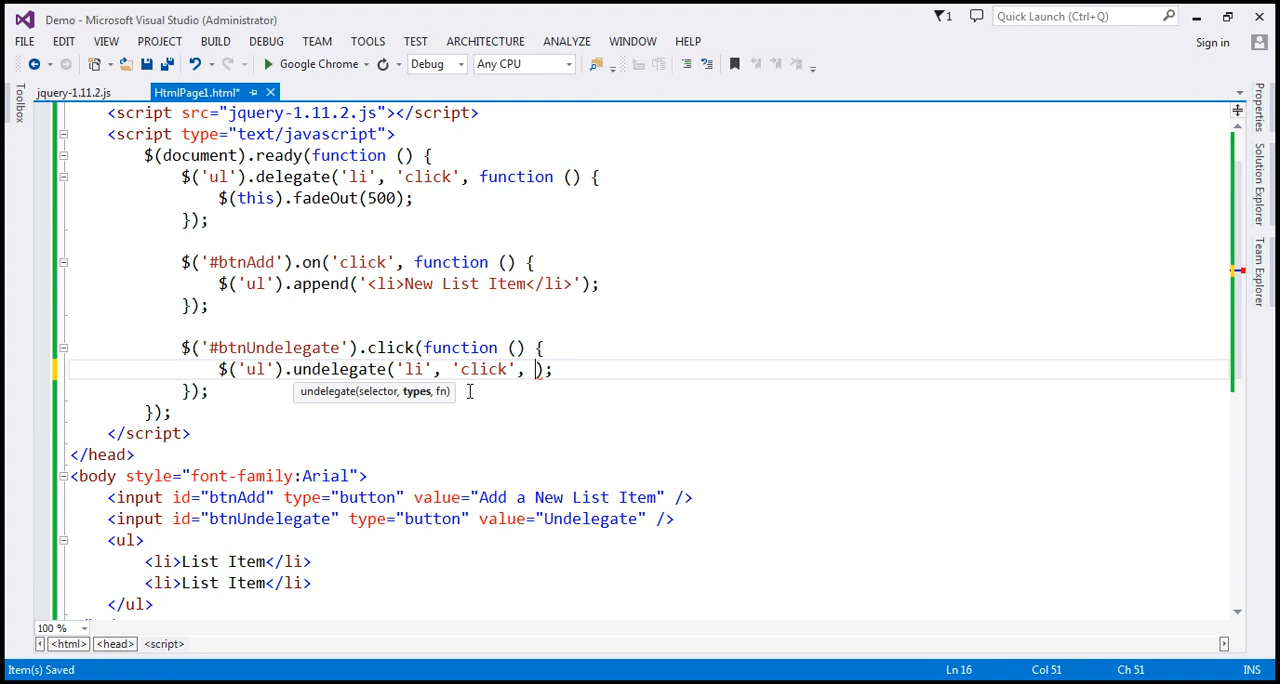 Demo - Microsoft Visual Studio (Administrator)
1
Quick Launch (Ctrl+Q)
FILE EDIT VIEW PROJECT BUILD DEBUG TEAM TOOLS TEST ARCHITECTURE ANALYZE WINDOW HELP
Sign in
Google Chrome Debug Any CPU
Toolbox
jquery-1.11.2.js HtmlPage1.html*
Properties
Solution Explorer
Team Explorer
<script src="jquery-1.11.2.js"></script>
<script type="text/javascript">
$(document).ready(function () {
$('ul').delegate('li', 'click', function () {
$(this).fadeOut(500);
});
$('#btnAdd').on('click', function () {
$('ul').append('<li>New List Item</li>');
});
$('#btnUndelegate').click(function () {
$('ul').undelegate('li', 'click', );
undelegate(selector, types, fn)
});
});
</script>
</head>
<body style="font-family:Arial">
<input id="btnAdd" type="button" value="Add a New List Item" />
<input id="btnUndelegate" type="button" value="Undelegate" />
<ul>
<li>List Item</li>
<li>List Item</li>
</ul>
100 %
<html> <head> <script>
Item(s) Saved
Ln 16 Col 51 Ch 51 INS